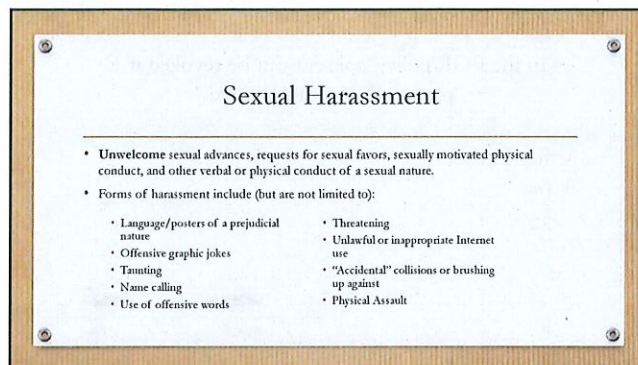 Sexual Harassment
• Unwelcome sexual advances, requests for sexual favors, sexually motivated physical
conduct, and other verbal or physical conduct of a sexual nature.
• Forms of harassment include (but are not limited to):
• Language/posters of a prejudicial
nature
• Offensive graphic jokes
• Taunting
• Name calling
• Use of offensive words
• Threatening
• Unlawful or inappropriate Internet
use
• "Accidental" collisions or brushing
up against
• Physical Assault